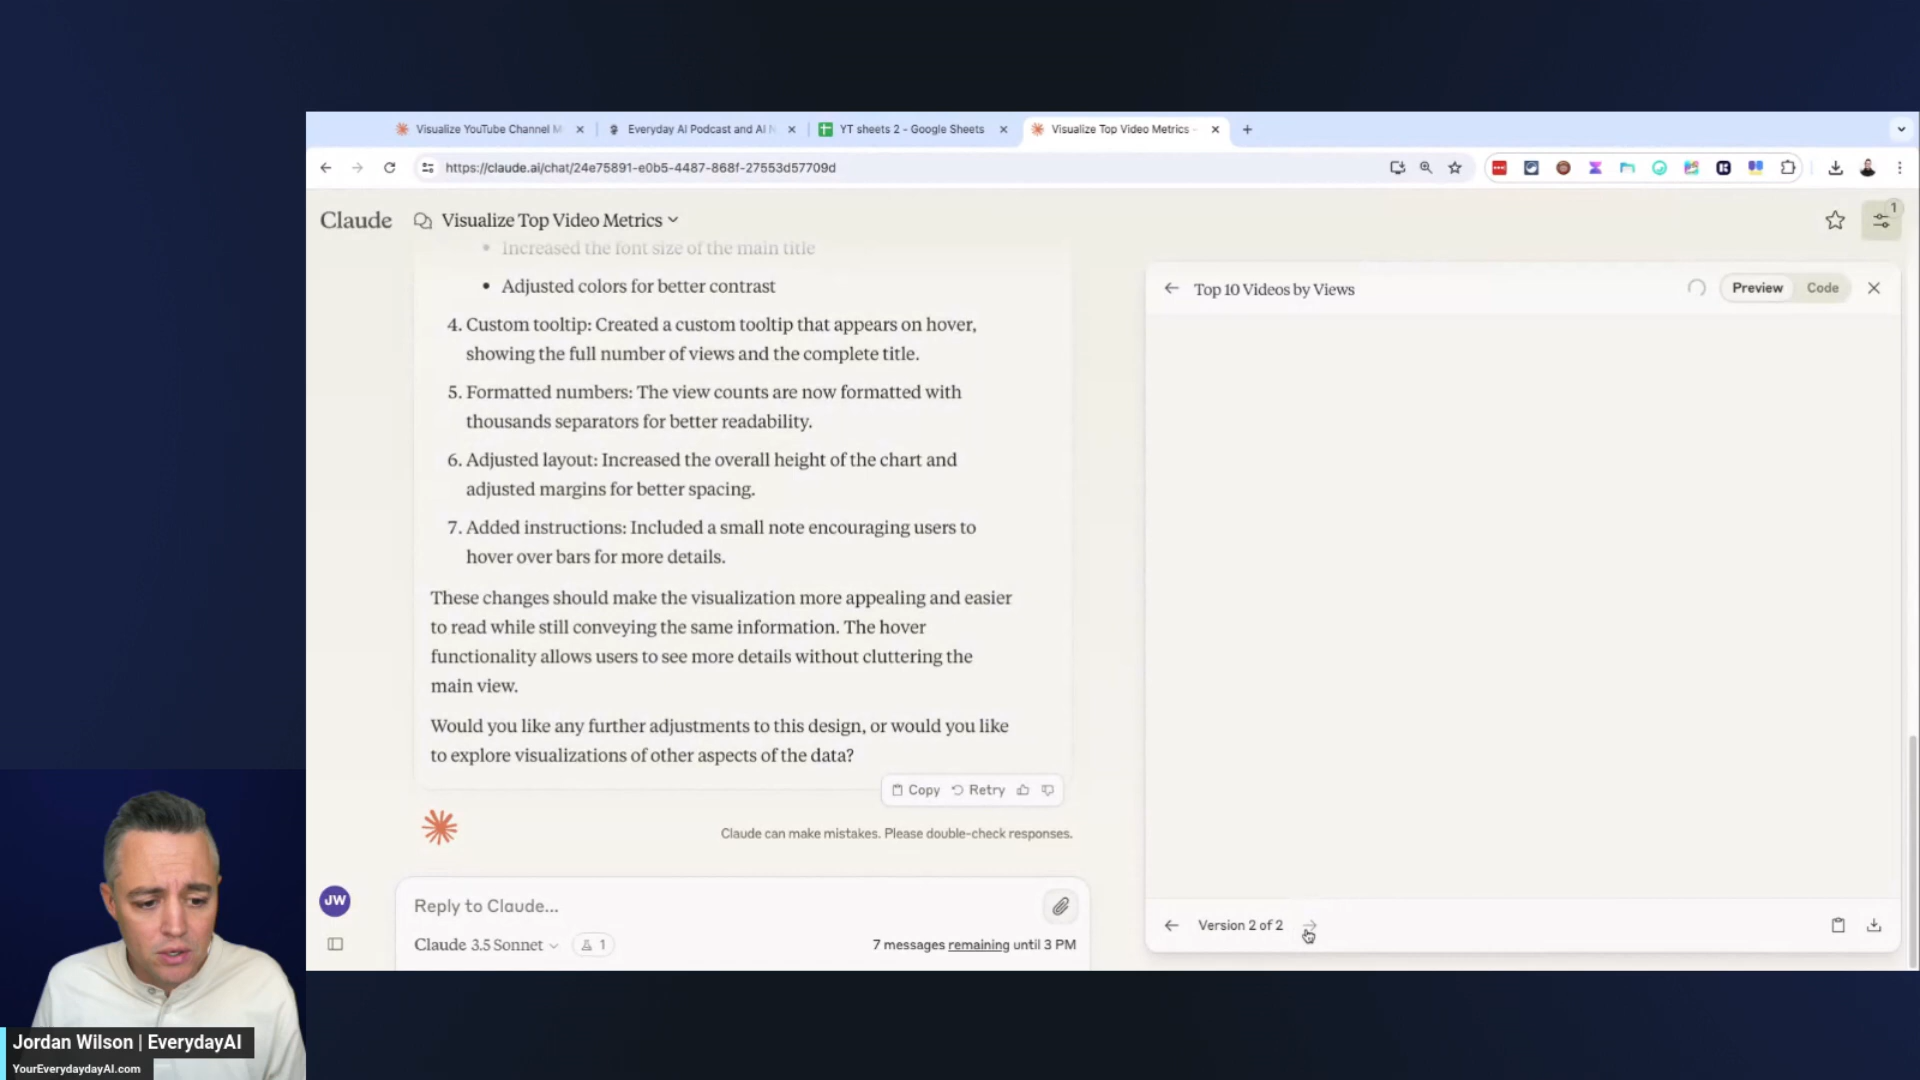 Visualize YouTube Channel M
Everyday AI Podcast and AI N
YT sheets 2 - Google Sheets
Visualize Top Video Metrics -
https://claude.ai/chat/24e75891-e0b5-4487-868f-27553d57709d
Claude
Visualize Top Video Metrics
1
• Increased the font size of the main title
• Adjusted colors for better contrast
4. Custom tooltip: Created a custom tooltip that appears on hover,
showing the full number of views and the complete title.
5. Formatted numbers: The view counts are now formatted with
thousands separators for better readability.
6. Adjusted layout: Increased the overall height of the chart and
adjusted margins for better spacing.
7. Added instructions: Included a small note encouraging users to
hover over bars for more details.
These changes should make the visualization more appealing and easier
to read while still conveying the same information. The hover
functionality allows users to see more details without cluttering the
main view.
Would you like any further adjustments to this design, or would you like
to explore visualizations of other aspects of the data?
Copy Retry
Claude can make mistakes. Please double-check responses.
JW
Reply to Claude...
Claude 3.5 Sonnet 1
7 messages remaining until 3 PM
Top 10 Videos by Views
Preview Code
Version 2 of 2
Jordan Wilson | EverydayAI
YourEverydaydayAI.com